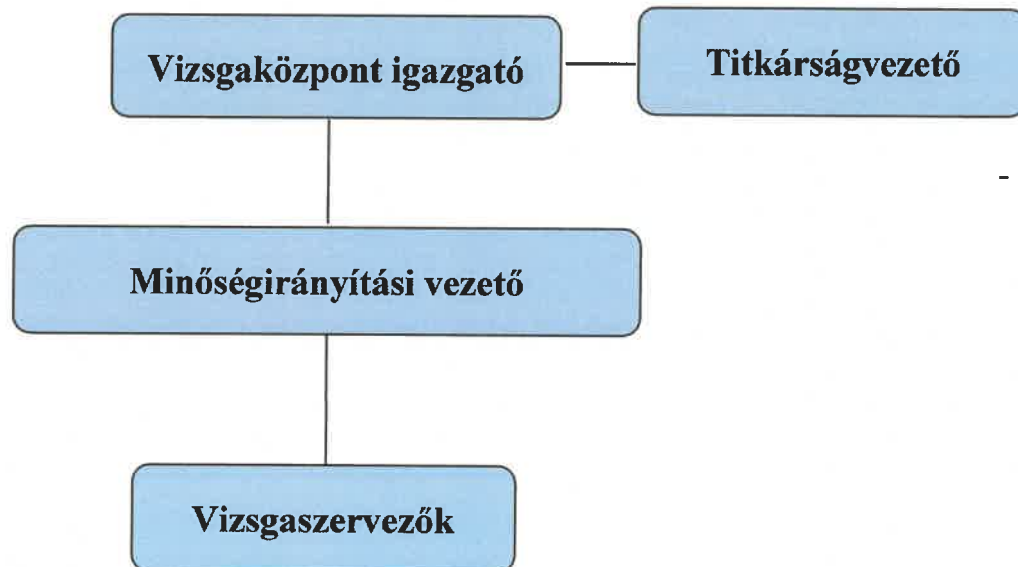 Vizsgaközpont igazgató
Titkárságvezető
-
Minőségirányítási vezető
Vizsgaszervezők